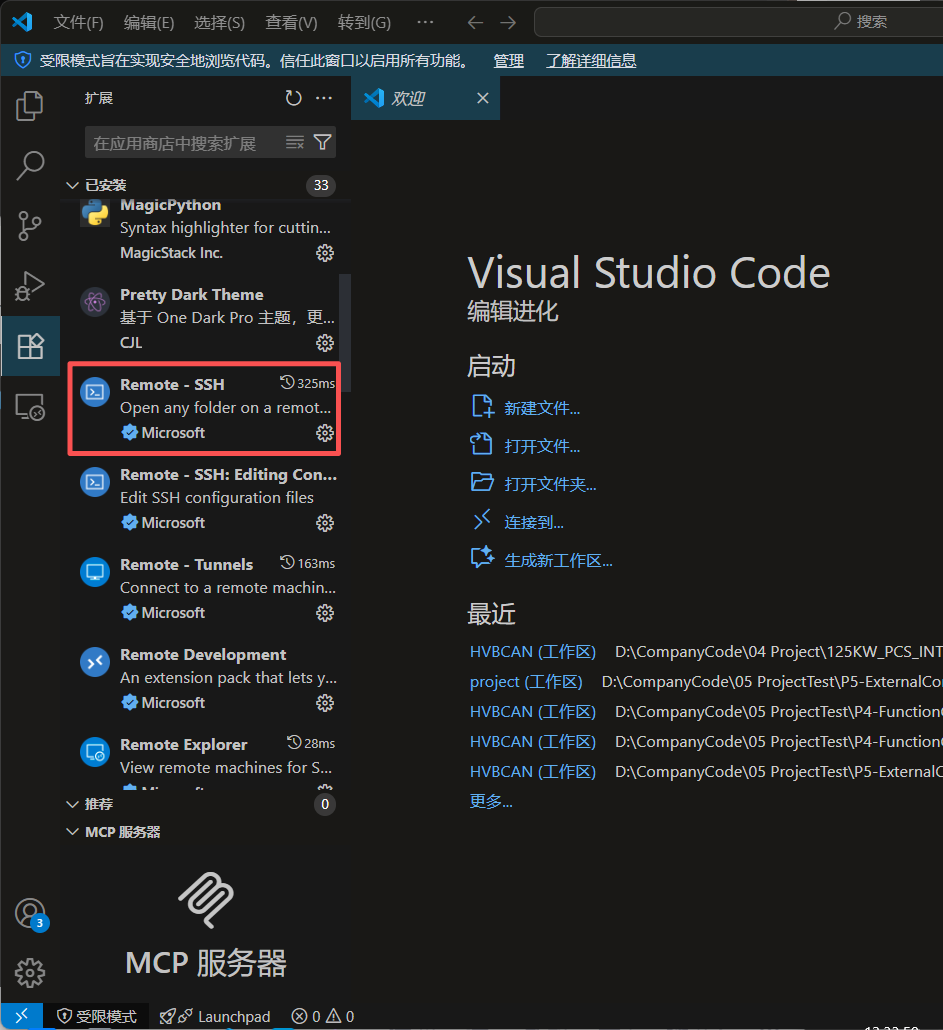 文件(F) 编辑(E) 选择(S) 查看(V) 转到(G) ··· 搜索
受限模式旨在实现安全地浏览代码。信任此窗口以启用所有功能。 管理 了解详细信息
扩展
欢迎
在应用商店中搜索扩展
已安装 33
MagicPython
Syntax highlighter for cuttin...
MagicStack Inc.
Pretty Dark Theme
基于 One Dark Pro 主题，更...
CJL
Remote - SSH 325ms
Open any folder on a remot...
Microsoft
Remote - SSH: Editing Con...
Edit SSH configuration files
Microsoft
Remote - Tunnels 163ms
Connect to a remote machin...
Microsoft
Remote Development
An extension pack that lets y...
Microsoft
Remote Explorer 28ms
View remote machines for S...
Microsoft
推荐 0
MCP 服务器
MCP 服务器
Visual Studio Code
编辑进化
启动
新建文件...
打开文件...
打开文件夹...
连接到...
生成新工作区...
最近
HVBCAN (工作区) D:\CompanyCode\04 Project\125KW_PCS_INT
project (工作区) D:\CompanyCode\05 ProjectTest\P5-ExternalCo
HVBCAN (工作区) D:\CompanyCode\05 ProjectTest\P4-Function
HVBCAN (工作区) D:\CompanyCode\05 ProjectTest\P4-Function
HVBCAN (工作区) D:\CompanyCode\05 ProjectTest\P5-External
更多...
3
受限模式 Launchpad 0 0